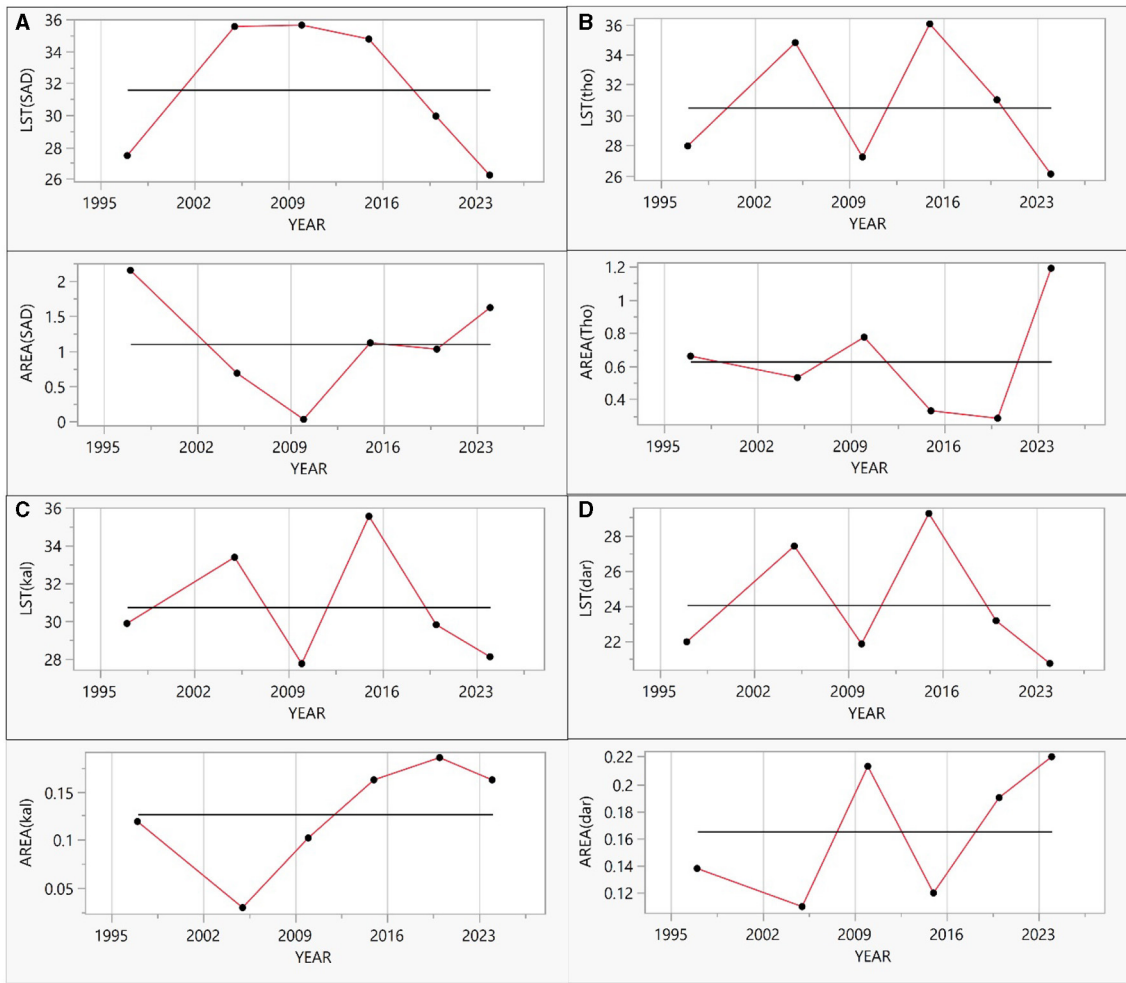 A
LST(SAD)
36
34
32
30
28
26
1995 2002 2009 2016 2023
YEAR
AREA(SAD)
2
1.5
1
0.5
0
1995 2002 2009 2016 2023
YEAR
B
LST(tho)
36
34
32
30
28
26
1995 2002 2009 2016 2023
YEAR
AREA(Tho)
1.2
1
0.8
0.6
0.4
1995 2002 2009 2016 2023
YEAR
C
LST(kal)
36
34
32
30
28
1995 2002 2009 2016 2023
YEAR
AREA(kal)
0.15
0.1
0.05
1995 2002 2009 2016 2023
YEAR
D
LST(dar)
28
26
24
22
1995 2002 2009 2016 2023
YEAR
AREA(dar)
0.22
0.2
0.18
0.16
0.14
0.12
1995 2002 2009 2016 2023
YEAR